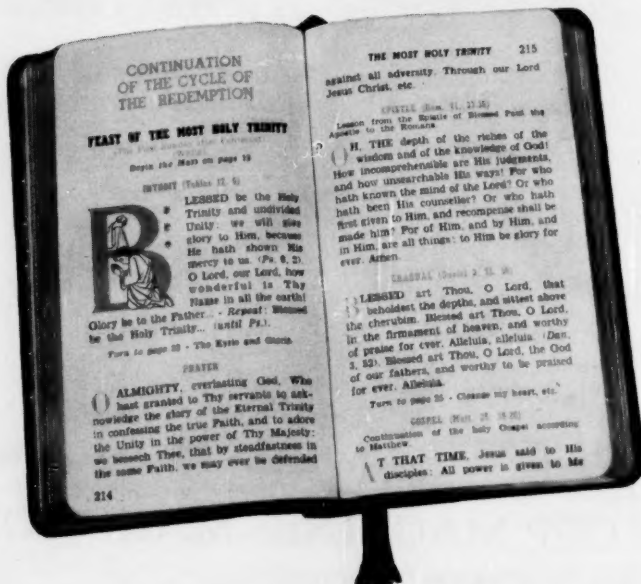 CONTINUATION
OF THE CYCLE OF
THE REDEMPTION
FEAST OF THE MOST HOLY TRINITY
Begin the Mass on page 15
INTROIT (Tobias 12, 6)
BLESSED be the Holy
Trinity and undivided
Unity: we will give
glory to Him, because
He hath shown His
mercy to us. (Ps. 8, 2).
O Lord, our Lord, how
wonderful is Thy
Name in all the earth!
Glory be to the Father... - Repeat: Blessed
be the Holy Trinity... (until Ps.).
Turn to page - The Kyrie and Gloria.
PRAYER
O ALMIGHTY, everlasting God, Who
hast granted to Thy servants to ack-
nowledge the glory of the Eternal Trinity
in confessing the true Faith, and to adore
the Unity in the power of Thy Majesty:
we beseech Thee, that by steadfastness in
the same Faith, we may ever be defended
214
THE MOST HOLY TRINITY 215
against all adversity. Through our Lord
Jesus Christ, etc.
EPISTLE (Rom. 11,
Lesson from the Epistle of Blessed Paul the
Apostle to the Romans.
OH, THE depth of the riches of the
wisdom and of the knowledge of God!
How incomprehensible are His judgments,
and how unsearchable His ways! For who
hath known the mind of the Lord? Or who
hath been His counseller? Or who hath
first given to Him, and recompense shall be
made him? For of Him, and by Him, and
in Him, are all things: to Him be glory for
ever. Amen.
GRADUAL (Daniel 3,
BLESSED art Thou, O Lord, that
beholdest the depths, and sittest above
the cherubim. Blessed art Thou, O Lord,
in the firmament of heaven, and worthy
of praise for ever. Alleluia, alleluia. (Dan.
3, 52). Blessed art Thou, O Lord, the God
of our fathers, and worthy to be praised
for ever. Alleluia.
Turn to page - Cleanse my heart, etc.
GOSPEL (Matt. 28,
Continuation of the holy Gospel according
to Matthew.
AT THAT TIME, Jesus said to His
disciples: All power is given to Me